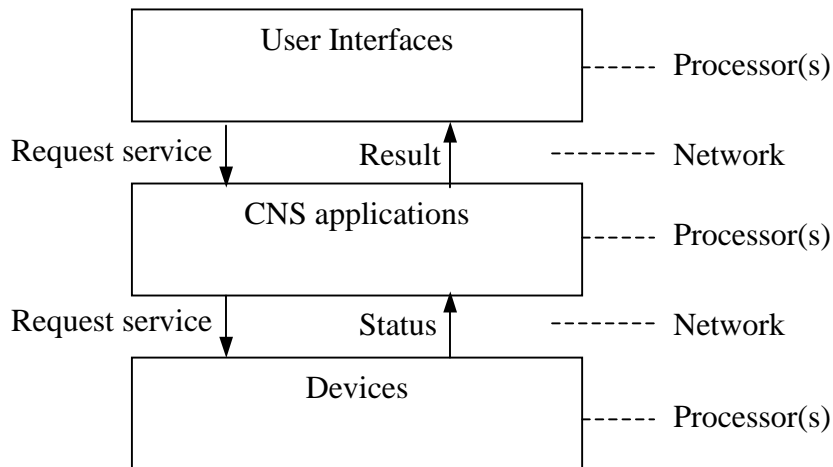 User Interfaces
Processor(s)
Request service
Result
Network
CNS applications
Processor(s)
Request service
Status
Network
Devices
Processor(s)